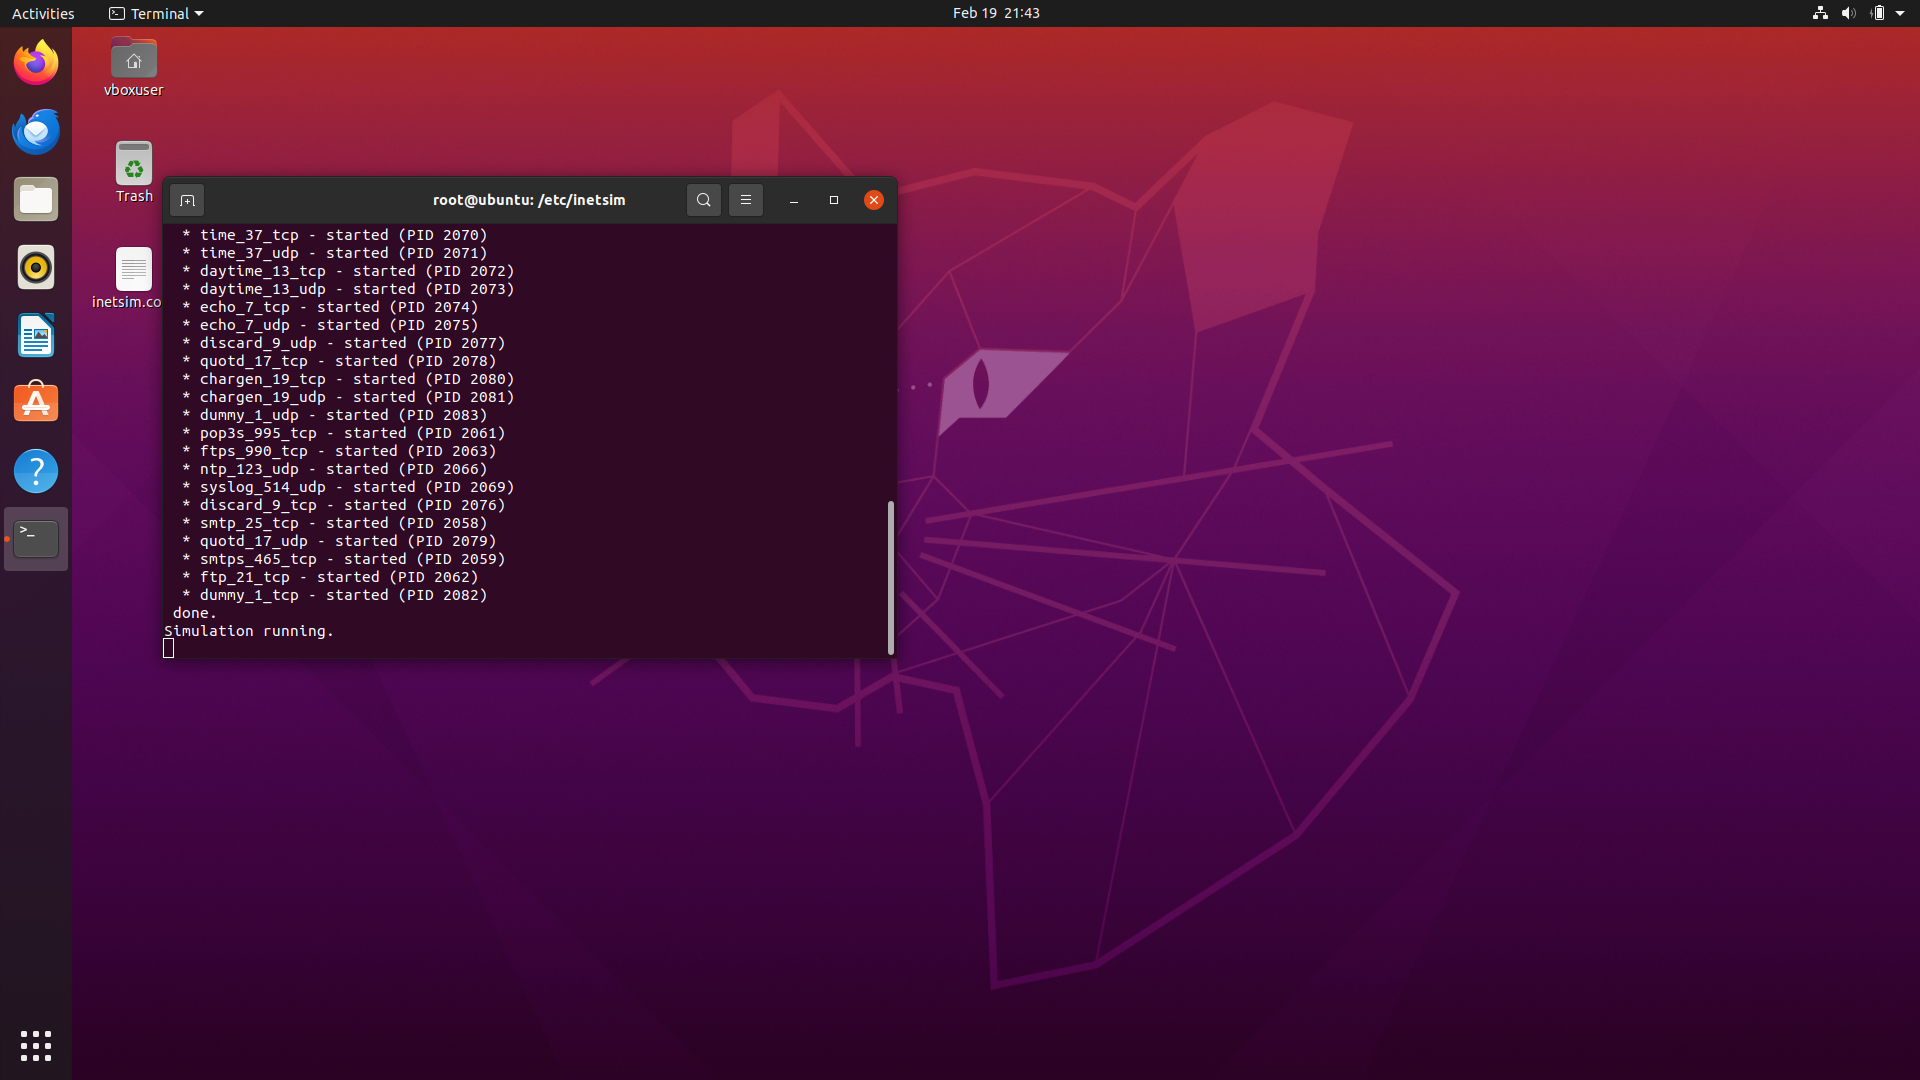 Activities
Terminal
Feb 19 21:43
vboxuser
Trash
inetsim.co
root@ubuntu: /etc/inetsim
* time_37_tcp - started (PID 2070)
* time_37_udp - started (PID 2071)
* daytime_13_tcp - started (PID 2072)
* daytime_13_udp - started (PID 2073)
* echo_7_tcp - started (PID 2074)
* echo_7_udp - started (PID 2075)
* discard_9_udp - started (PID 2077)
* quotd_17_tcp - started (PID 2078)
* chargen_19_tcp - started (PID 2080)
* chargen_19_udp - started (PID 2081)
* dummy_1_udp - started (PID 2083)
* pop3s_995_tcp - started (PID 2061)
* ftps_990_tcp - started (PID 2063)
* ntp_123_udp - started (PID 2066)
* syslog_514_udp - started (PID 2069)
* discard_9_tcp - started (PID 2076)
* smtp_25_tcp - started (PID 2058)
* quotd_17_udp - started (PID 2079)
* smtps_465_tcp - started (PID 2059)
* ftp_21_tcp - started (PID 2062)
* dummy_1_tcp - started (PID 2082)
done.
Simulation running.